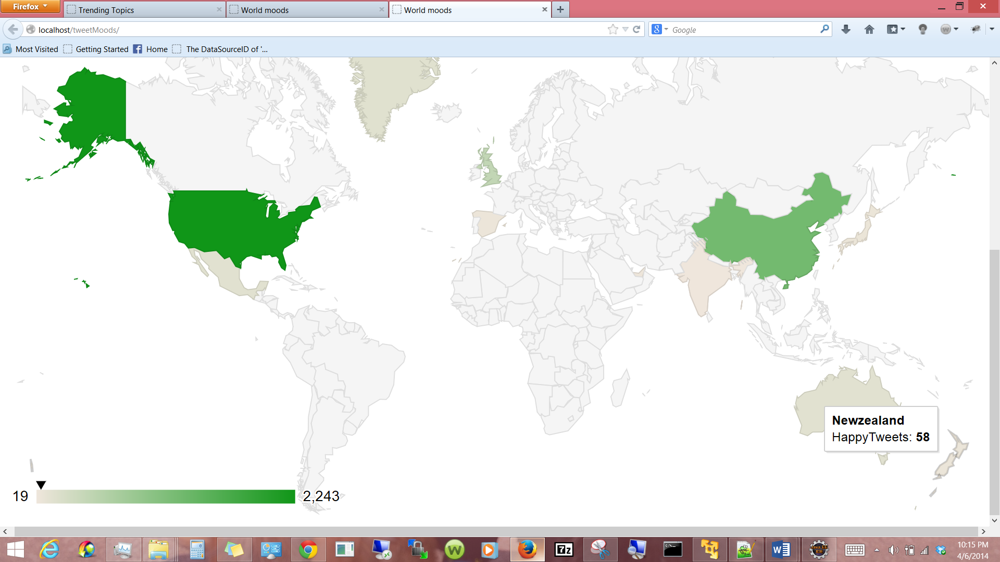 Firefox
Trending Topics
World moods
World moods
localhost/tweetMoods/
Google
Most Visited
Getting Started
Home
The DataSourceID of '...
Newzealand
HappyTweets: 58
19
2,243
10:15 PM
4/6/2014